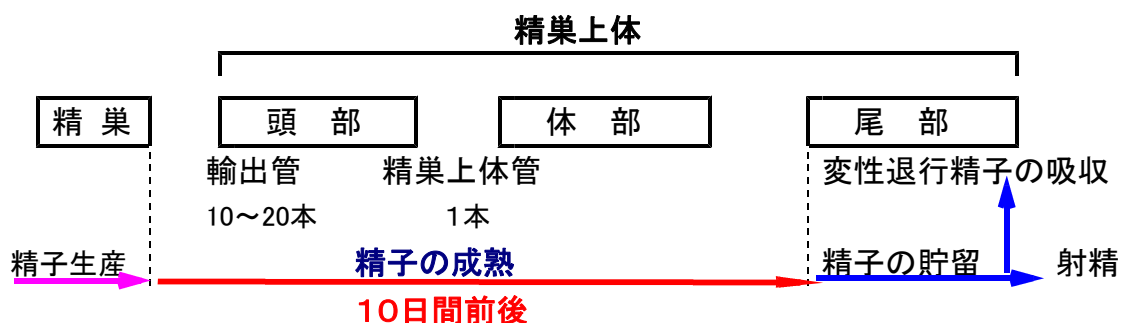 精巣上体
精 巣 頭 部 体 部 尾 部
輸出管 精巣上体管 変性退行精子の吸収
10～20本 1本
精子生産 精子の成熟 精子の貯留 射精
10日間前後